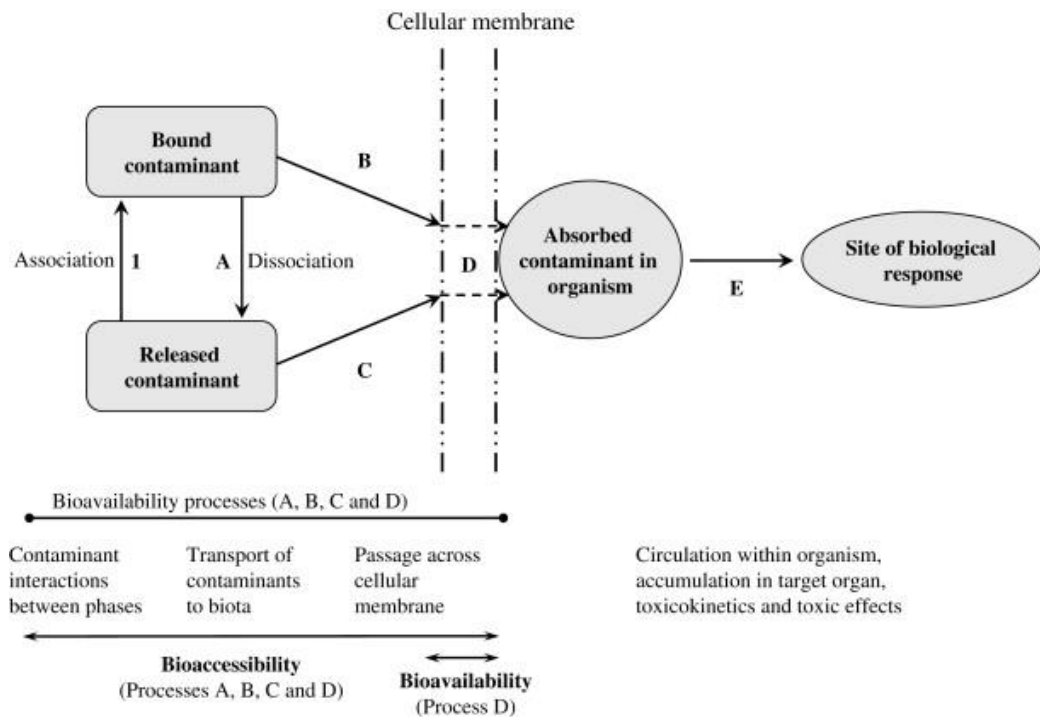 Cellular membrane
Bound
contaminant
B
Association
1
A
Dissociation
D
Absorbed
contaminant in
organism
E
Site of biological
response
Released
contaminant
C
Bioavailability processes (A, B, C and D)
Contaminant
interactions
between phases
Transport of
contaminants
to biota
Passage across
cellular
membrane
Circulation within organism,
accumulation in target organ,
toxicokinetics and toxic effects
Bioaccessibility
(Processes A, B, C and D)
Bioavailability
(Process D)